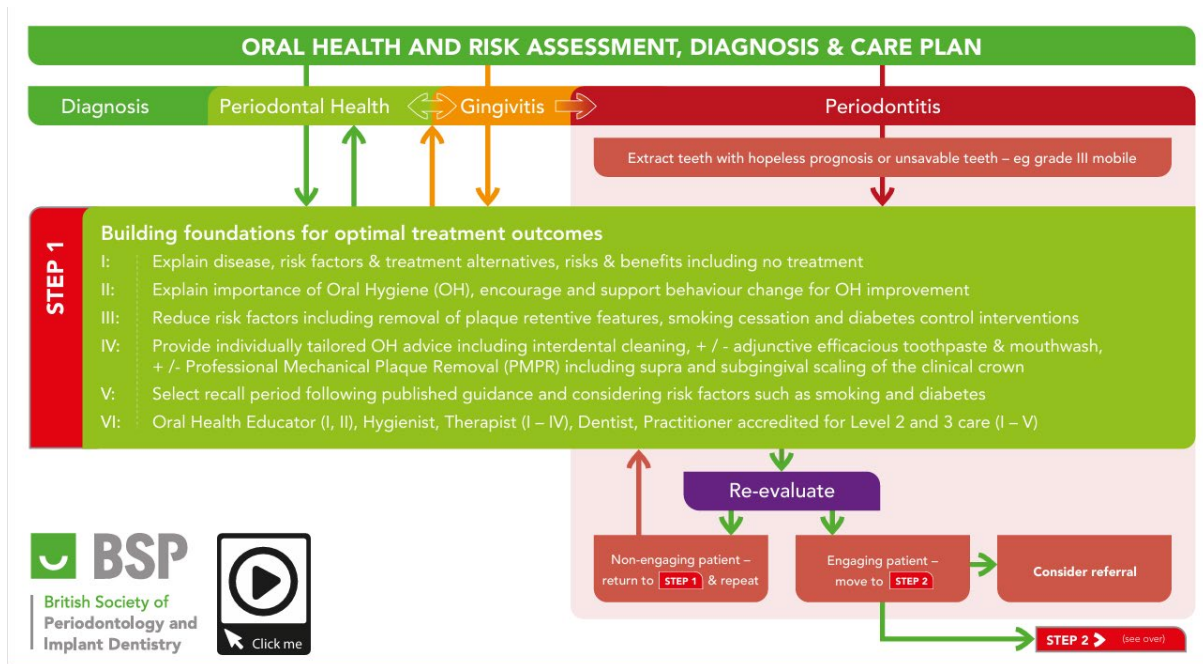 ORAL HEALTH AND RISK ASSESSMENT, DIAGNOSIS & CARE PLAN
Diagnosis
Periodontal Health
Gingivitis
Periodontitis
Extract teeth with hopeless prognosis or unsavable teeth – eg grade III mobile
STEP 1
Building foundations for optimal treatment outcomes
I: Explain disease, risk factors & treatment alternatives, risks & benefits including no treatment
II: Explain importance of Oral Hygiene (OH), encourage and support behaviour change for OH improvement
III: Reduce risk factors including removal of plaque retentive features, smoking cessation and diabetes control interventions
IV: Provide individually tailored OH advice including interdental cleaning, + / - adjunctive efficacious toothpaste & mouthwash,
+ /- Professional Mechanical Plaque Removal (PMPR) including supra and subgingival scaling of the clinical crown
V: Select recall period following published guidance and considering risk factors such as smoking and diabetes
VI: Oral Health Educator (I, II), Hygienist, Therapist (I – IV), Dentist, Practitioner accredited for Level 2 and 3 care (I – V)
Re-evaluate
Non-engaging patient –
return to STEP 1 & repeat
Engaging patient –
move to STEP 2
Consider referral
STEP 2 (see over)
BSP
British Society of
Periodontology and
Implant Dentistry
Click me